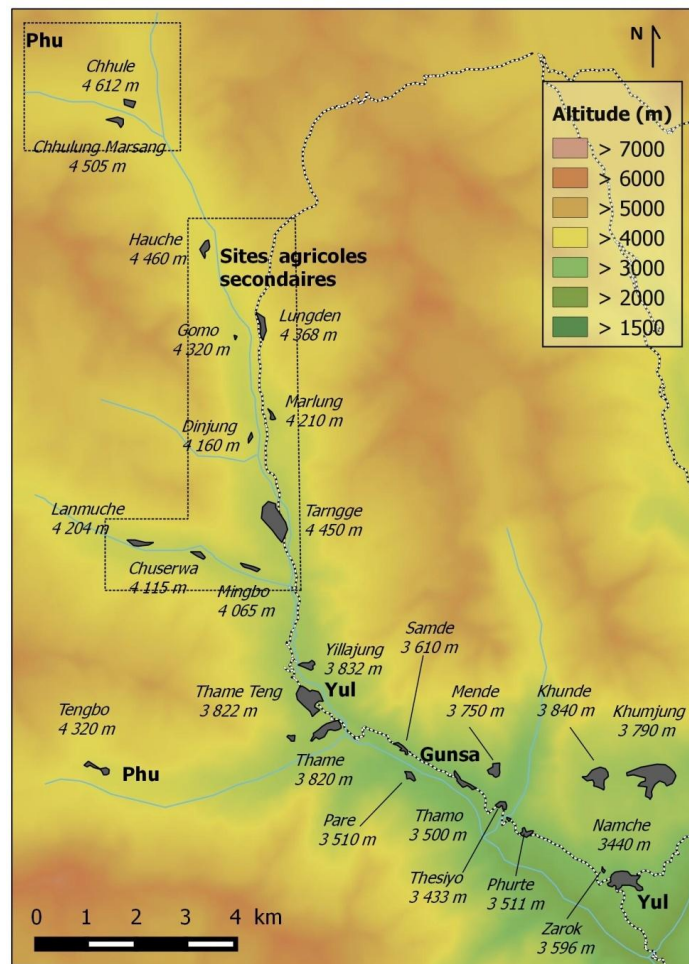 Phu
Chhule
4 612 m
Chhulung Marsang
4 505 m
N
Altitude (m)
> 7000
> 6000
> 5000
> 4000
> 3000
> 2000
> 1500
Hauche
4 460 m
Sites agricoles
secondaires
Lungden
4 368 m
Gomo
4 320 m
Marlung
4 210 m
Dinjung
4 160 m
Lanmuche
4 204 m
Tarngge
4 450 m
Chuserwa
4 115 m
Mingbo
4 065 m
Samde
3 610 m
Yillajung
3 832 m
Thame Teng
3 822 m
Yul
Mende
3 750 m
Khunde
3 840 m
Khumjung
3 790 m
Tengbo
4 320 m
Phu
Thame
3 820 m
Gunsa
Pare
3 510 m
Thamo
3 500 m
Namche
3440 m
Thesiyo
3 433 m
Phurte
3 511 m
Yul
Zarok
3 596 m
0 1 2 3 4 km